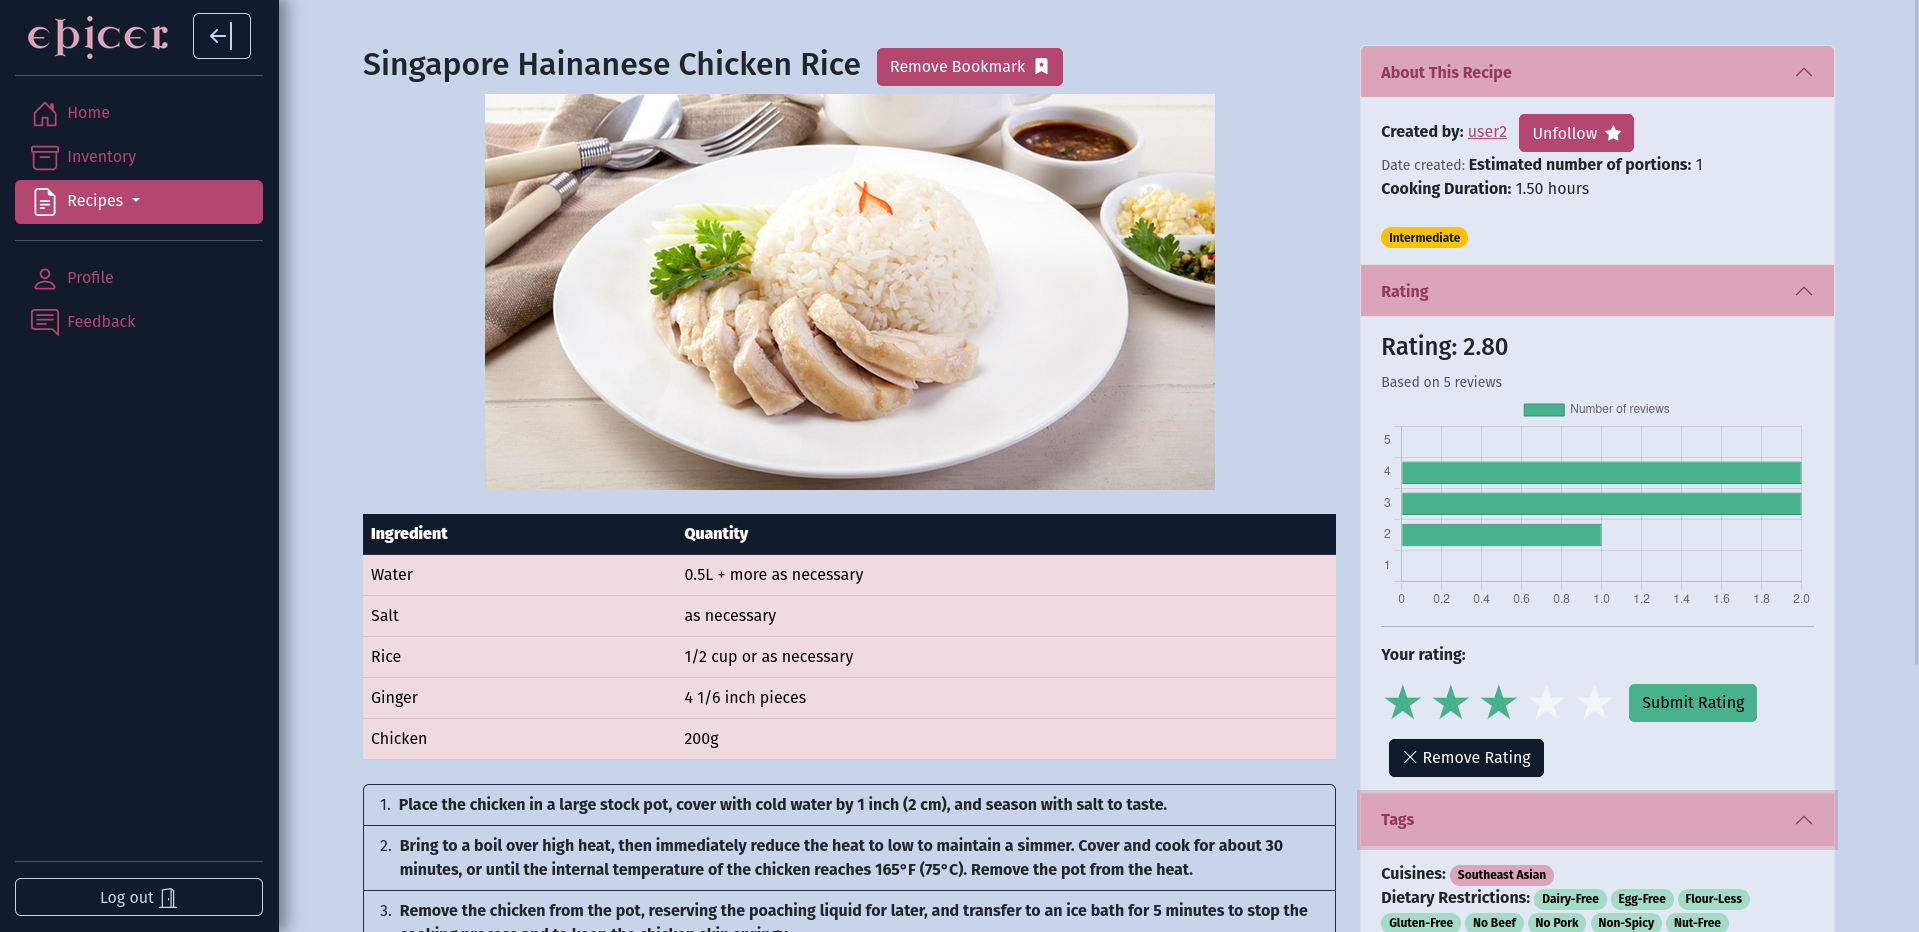 epicer
Home
Inventory
Recipes
Profile
Feedback
Log out
Singapore Hainanese Chicken Rice
Remove Bookmark
Ingredient Quantity
Water 0.5L + more as necessary
Salt as necessary
Rice 1/2 cup or as necessary
Ginger 4 1/6 inch pieces
Chicken 200g
1. Place the chicken in a large stock pot, cover with cold water by 1 inch (2 cm), and season with salt to taste.
2. Bring to a boil over high heat, then immediately reduce the heat to low to maintain a simmer. Cover and cook for about 30
minutes, or until the internal temperature of the chicken reaches 165°F (75°C). Remove the pot from the heat.
3. Remove the chicken from the pot, reserving the poaching liquid for later, and transfer to an ice bath for 5 minutes to stop the
cooking process and to keep the chicken skin springy.
About This Recipe
Created by: user2 Unfollow
Date created: Estimated number of portions: 1
Cooking Duration: 1.50 hours
Intermediate
Rating
Rating: 2.80
Based on 5 reviews
Number of reviews
5
4
3
2
1
0 0.2 0.4 0.6 0.8 1.0 1.2 1.4 1.6 1.8 2.0
Your rating:
Submit Rating
Remove Rating
Tags
Cuisines: Southeast Asian
Dietary Restrictions: Dairy-Free Egg-Free Flour-Less
Gluten-Free No Beef No Pork Non-Spicy Nut-Free